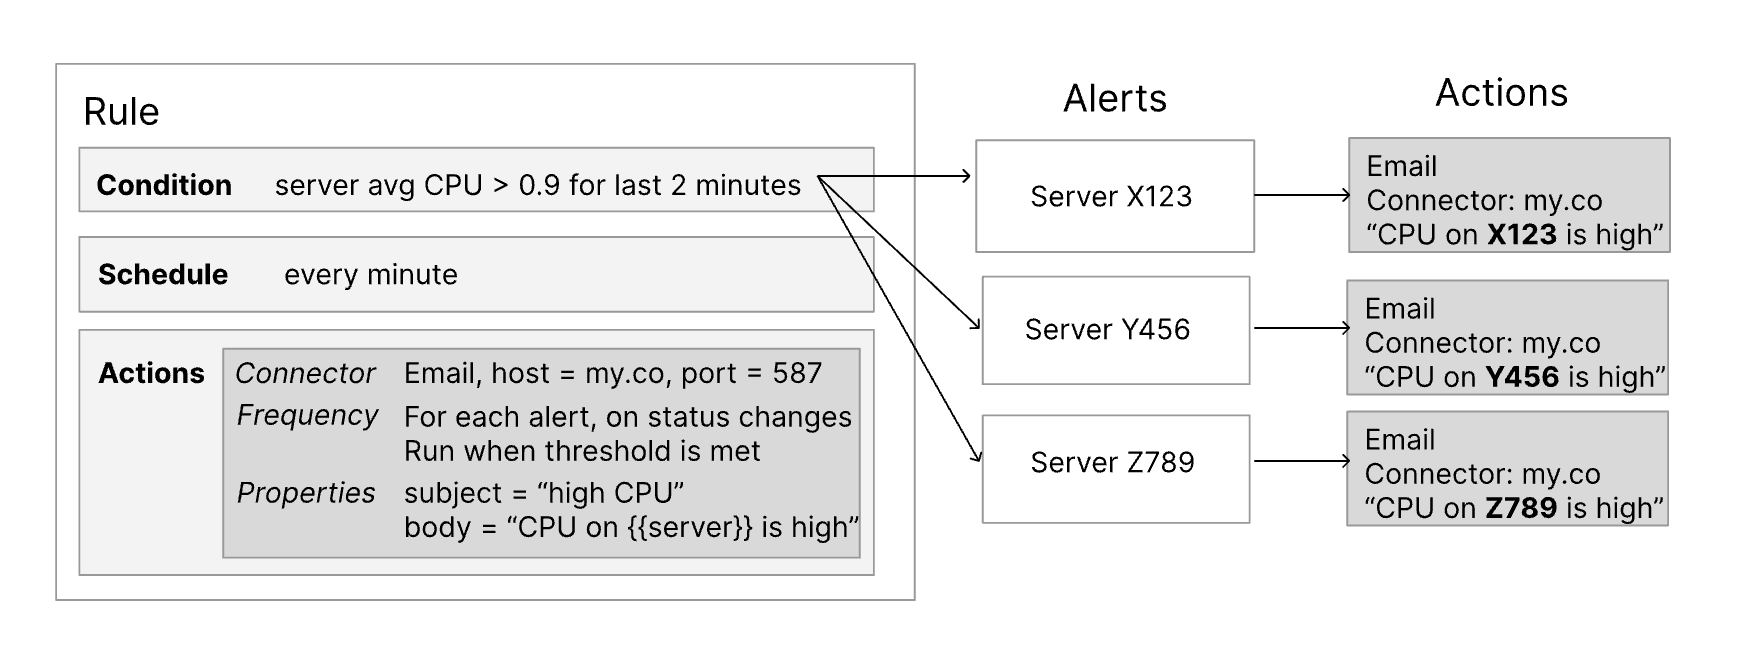 Rule
Condition server avg CPU > 0.9 for last 2 minutes
Schedule every minute
Actions Connector Email, host = my.co, port = 587
Frequency For each alert, on status changes
Run when threshold is met
Properties subject = “high CPU”
body = “CPU on {{server}} is high”
Alerts
Server X123
Server Y456
Server Z789
Actions
Email
Connector: my.co
“CPU on X123 is high”
Email
Connector: my.co
“CPU on Y456 is high”
Email
Connector: my.co
“CPU on Z789 is high”